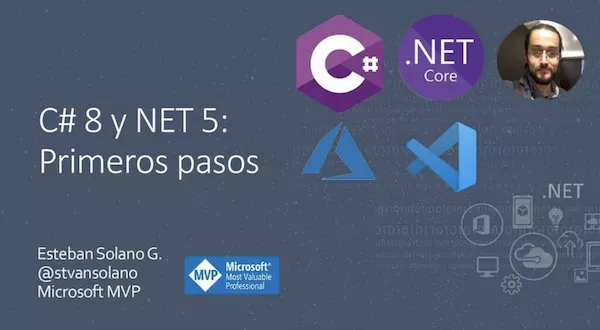 C#
.NET
Core
C# 8 y NET 5:
Primeros pasos
.NET
Esteban Solano G.
@stvansolano
Microsoft MVP
MVP
Microsoft®
Most Valuable
Professional